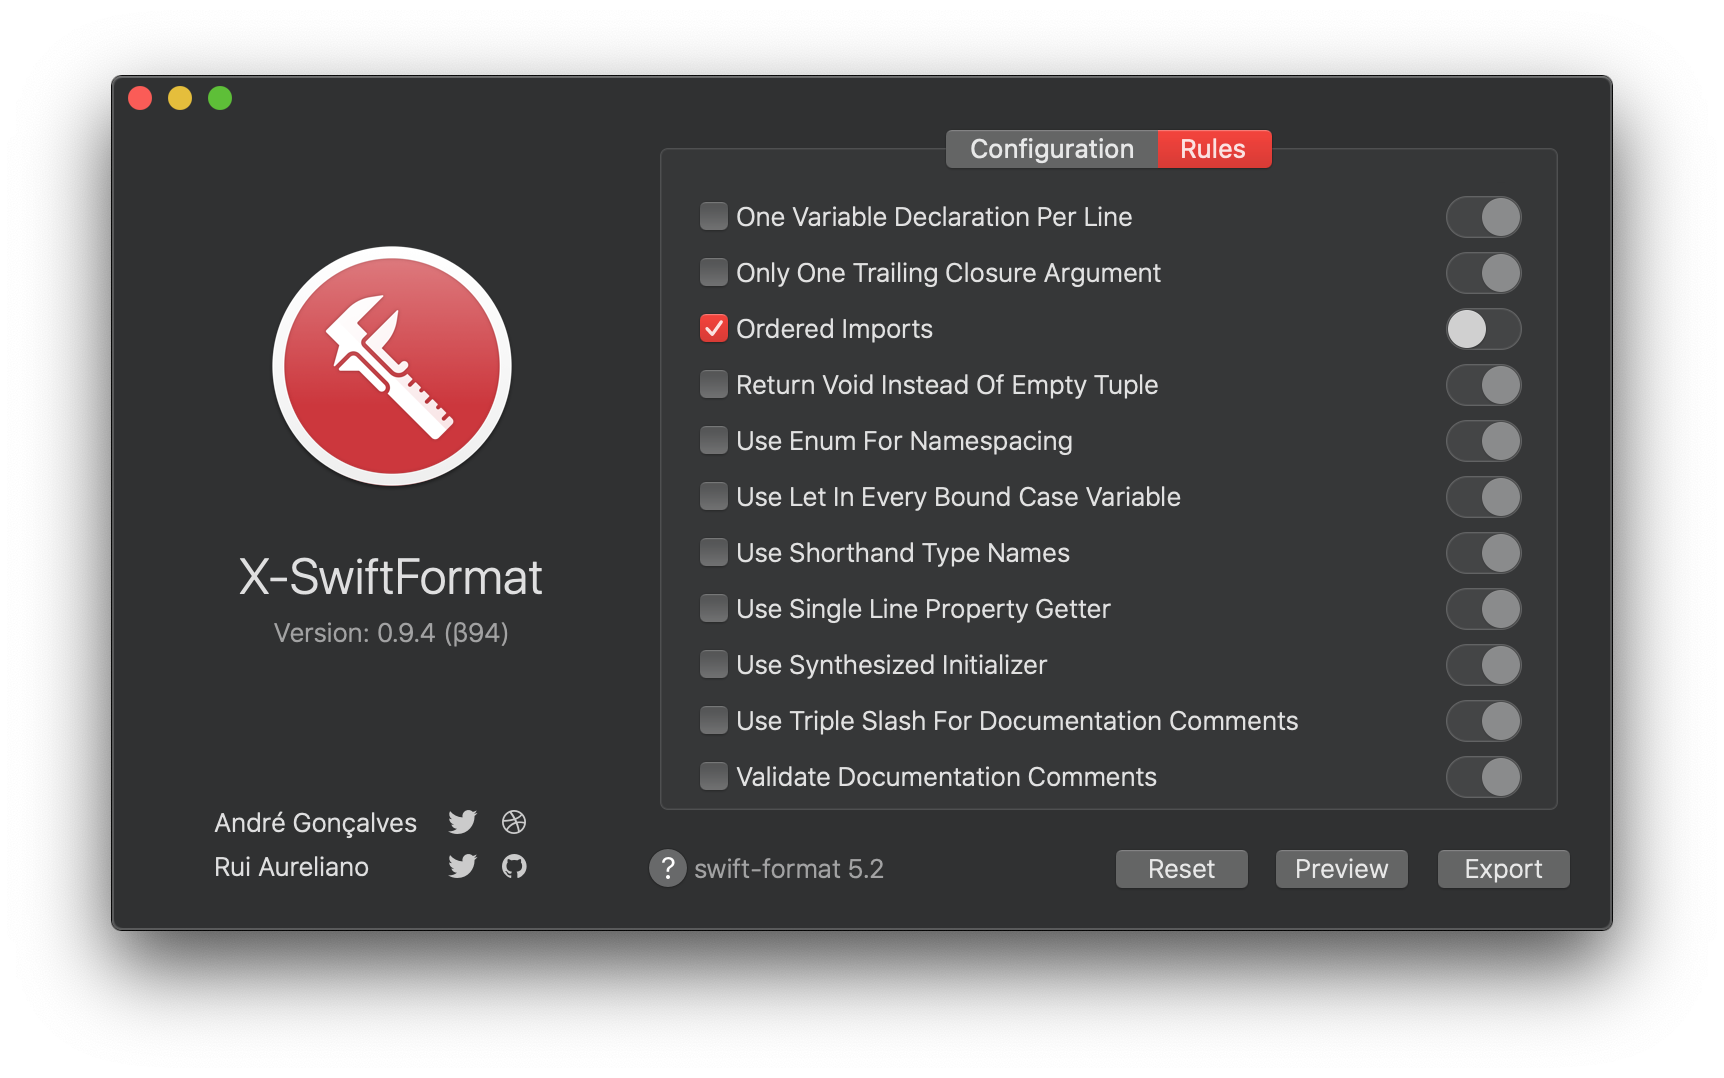 Configuration Rules
One Variable Declaration Per Line
Only One Trailing Closure Argument
Ordered Imports
Return Void Instead Of Empty Tuple
Use Enum For Namespacing
Use Let In Every Bound Case Variable
Use Shorthand Type Names
Use Single Line Property Getter
Use Synthesized Initializer
Use Triple Slash For Documentation Comments
Validate Documentation Comments
X-SwiftFormat
Version: 0.9.4 (β94)
André Gonçalves
Rui Aureliano
? swift-format 5.2
Reset Preview Export